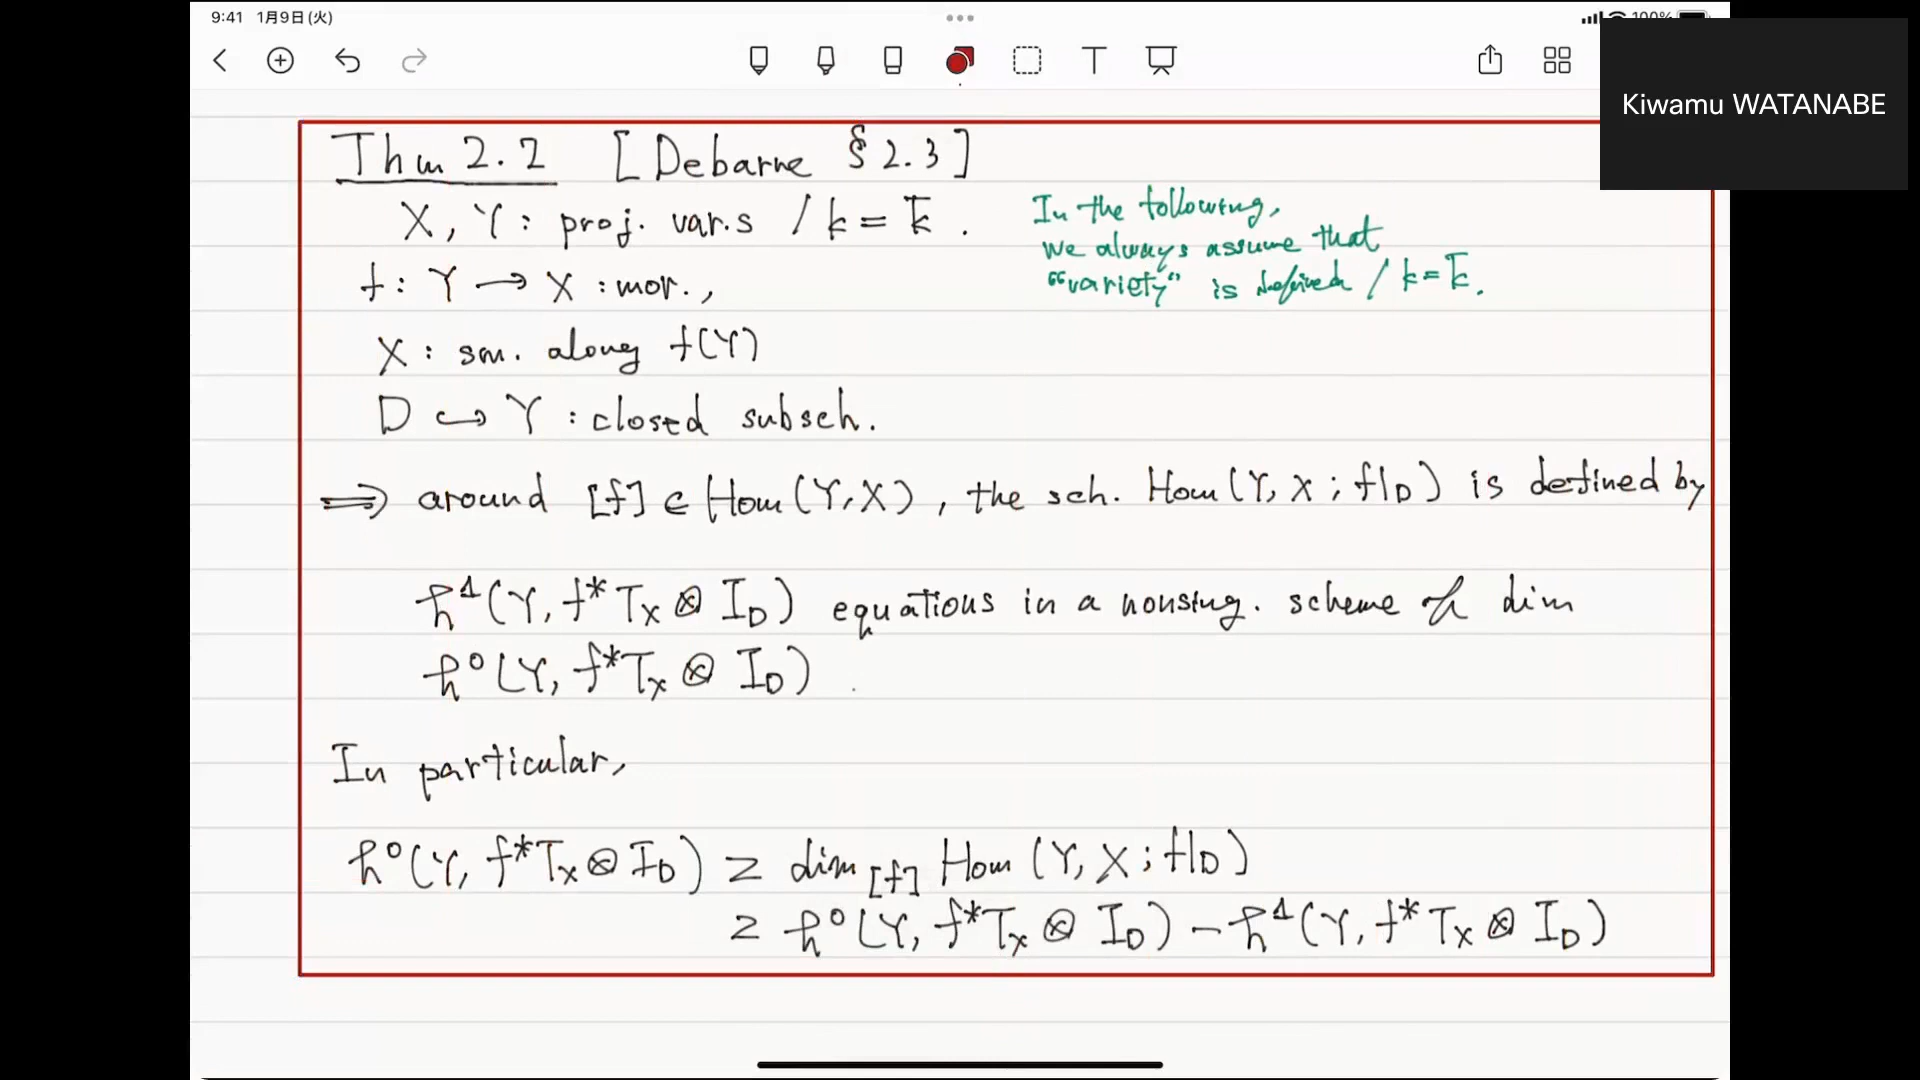 9:41 1月9日(火)
100%
Kiwamu WATANABE
Thm 2.2 [Debarre § 2.3]
X, Y : proj. var.s / k = k̄ .
In the following,
we always assume that
"variety" is defined / k = k̄ .
f : Y → X : mor. ,
X : sm. along f(Y)
D ↪ Y : closed subsch.
⟹ around [f] ∈ Hom(Y, X) , the sch. Hom(Y, X ; f|D) is defined by
h¹(Y, f*T_X ⊗ I_D) equations in a nonsing. scheme of dim
h⁰(Y, f*T_X ⊗ I_D) .
In particular,
h⁰(Y, f*T_X ⊗ I_D) ≥ dim_[f] Hom (Y, X ; f|D)
≥ h⁰(Y, f*T_X ⊗ I_D) − h¹(Y, f*T_X ⊗ I_D)